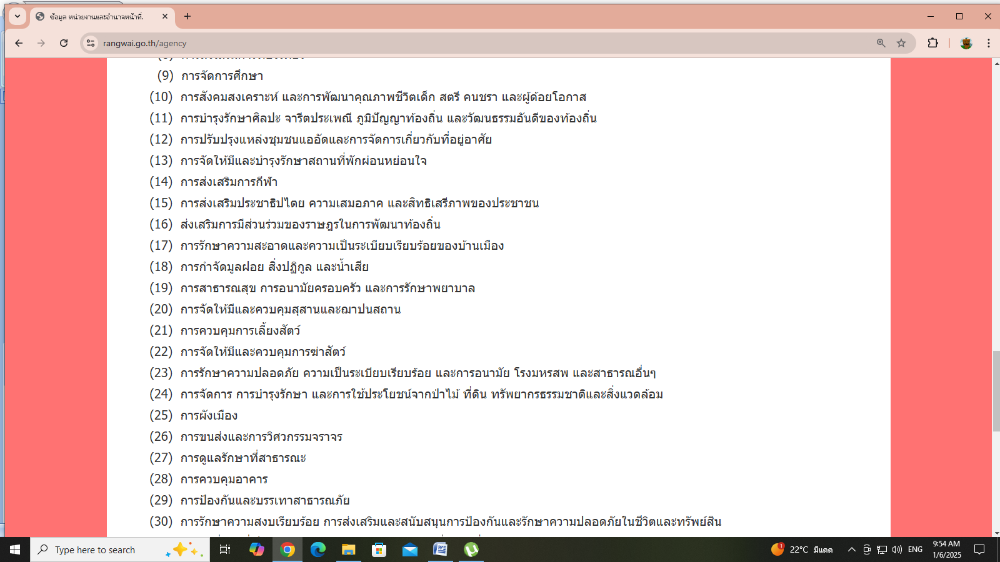 ข้อมูล หน่วยงานและอำนาจหน้าที่.
rangwai.go.th/agency
(9) การจัดการศึกษา
(10) การสังคมสงเคราะห์ และการพัฒนาคุณภาพชีวิตเด็ก สตรี คนชรา และผู้ด้อยโอกาส
(11) การบำรุงรักษาศิลปะ จารีตประเพณี ภูมิปัญญาท้องถิ่น และวัฒนธรรมอันดีของท้องถิ่น
(12) การปรับปรุงแหล่งชุมชนแออัดและการจัดการเกี่ยวกับที่อยู่อาศัย
(13) การจัดให้มีและบำรุงรักษาสถานที่พักผ่อนหย่อนใจ
(14) การส่งเสริมการกีฬา
(15) การส่งเสริมประชาธิปไตย ความเสมอภาค และสิทธิเสรีภาพของประชาชน
(16) ส่งเสริมการมีส่วนร่วมของราษฎรในการพัฒนาท้องถิ่น
(17) การรักษาความสะอาดและความเป็นระเบียบเรียบร้อยของบ้านเมือง
(18) การกำจัดมูลฝอย สิ่งปฏิกูล และน้ำเสีย
(19) การสาธารณสุข การอนามัยครอบครัว และการรักษาพยาบาล
(20) การจัดให้มีและควบคุมสุสานและฌาปนสถาน
(21) การควบคุมการเลี้ยงสัตว์
(22) การจัดให้มีและควบคุมการฆ่าสัตว์
(23) การรักษาความปลอดภัย ความเป็นระเบียบเรียบร้อย และการอนามัย โรงมหรสพ และสาธารณอื่นๆ
(24) การจัดการ การบำรุงรักษา และการใช้ประโยชน์จากป่าไม้ ที่ดิน ทรัพยากรธรรมชาติและสิ่งแวดล้อม
(25) การผังเมือง
(26) การขนส่งและการวิศวกรรมจราจร
(27) การดูแลรักษาที่สาธารณะ
(28) การควบคุมอาคาร
(29) การป้องกันและบรรเทาสาธารณภัย
(30) การรักษาความสงบเรียบร้อย การส่งเสริมและสนับสนุนการป้องกันและรักษาความปลอดภัยในชีวิตและทรัพย์สิน
Type here to search
1
22°C มีแดด
ENG
9:54 AM
1/6/2025